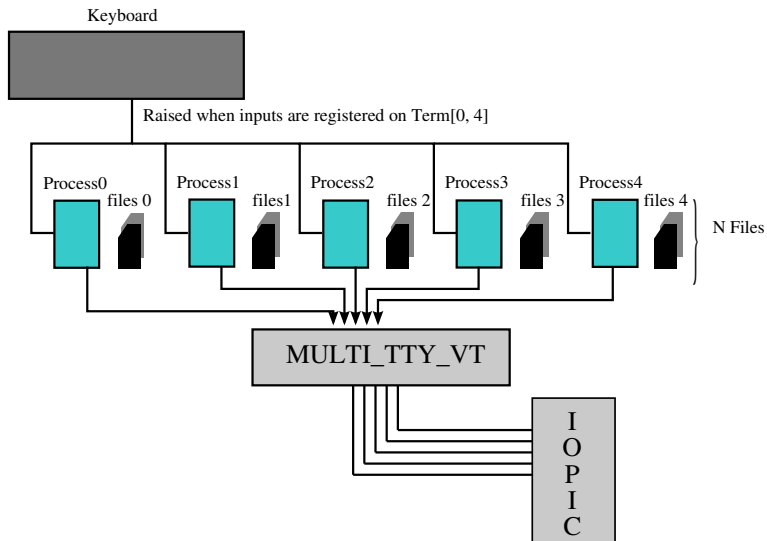 Keyboard
Raised when inputs are registered on Term[0, 4]
Process0
files 0
Process1
files1
Process2
files 2
Process3
files 3
Process4
files 4
N Files
MULTI_TTY_VT
I
O
P
I
C